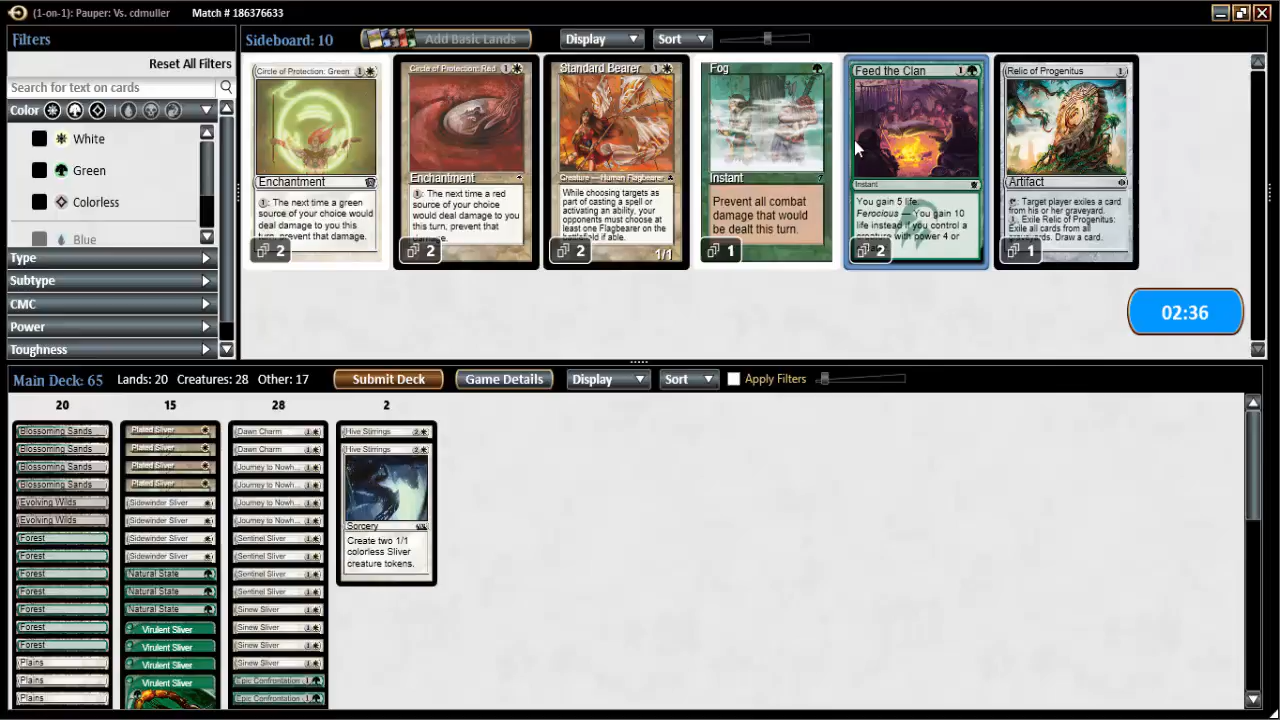 (1-on-1): Pauper: Vs. cdmuller Match # 186376633
Filters
Reset All Filters
Search for text on cards
Color
White
Green
Colorless
Blue
Type
Subtype
CMC
Power
Toughness
Sideboard: 10
Add Basic Lands
Display
Sort
Circle of Protection: Green
Enchantment
1: The next time a green
source of your choice
would deal damage to you
this turn, prevent that damage.
2
Circle of Protection: Red
Enchantment
1: The next time a red
source of your choice
would deal damage to you
this turn, prevent that
damage.
2
Standard Bearer
Creature — Human Flagbearer
While choosing targets as
part of casting a spell or
activating an ability, your
opponents must choose at
least one Flagbearer on the
battlefield if able.
1/1
2
Fog
Instant
Prevent all combat
damage that would
be dealt this turn.
1
Feed the Clan
Instant
You gain 5 life.
Ferocious — You gain 10
life instead if you control a
creature with power 4 or
2
Relic of Progenitus
Artifact
: Target player exiles a card
from his or her graveyard.
1, Exile Relic of Progenitus:
Exile all cards from all
graveyards. Draw a card.
1
02:36
Main Deck: 65 Lands: 20 Creatures: 28 Other: 17
Submit Deck
Game Details
Display
Sort
Apply Filters
20
Blossoming Sands
Blossoming Sands
Blossoming Sands
Blossoming Sands
Evolving Wilds
Evolving Wilds
Forest
Forest
Forest
Forest
Forest
Forest
Forest
Plains
Plains
Plains
15
Plated Sliver
Plated Sliver
Plated Sliver
Plated Sliver
Sidewinder Sliver
Sidewinder Sliver
Sidewinder Sliver
Sidewinder Sliver
Natural State
Natural State
Natural State
Virulent Sliver
Virulent Sliver
Virulent Sliver
Virulent Sliver
28
Dawn Charm
Dawn Charm
Journey to Nowh...
Journey to Nowh...
Journey to Nowh...
Journey to Nowh...
Sentinel Sliver
Sentinel Sliver
Sentinel Sliver
Sentinel Sliver
Sinew Sliver
Sinew Sliver
Sinew Sliver
Sinew Sliver
Epic Confrontation
Epic Confrontation
2
Hive Stirrings
Hive Stirrings
Sorcery
Create two 1/1
colorless Sliver
creature tokens.